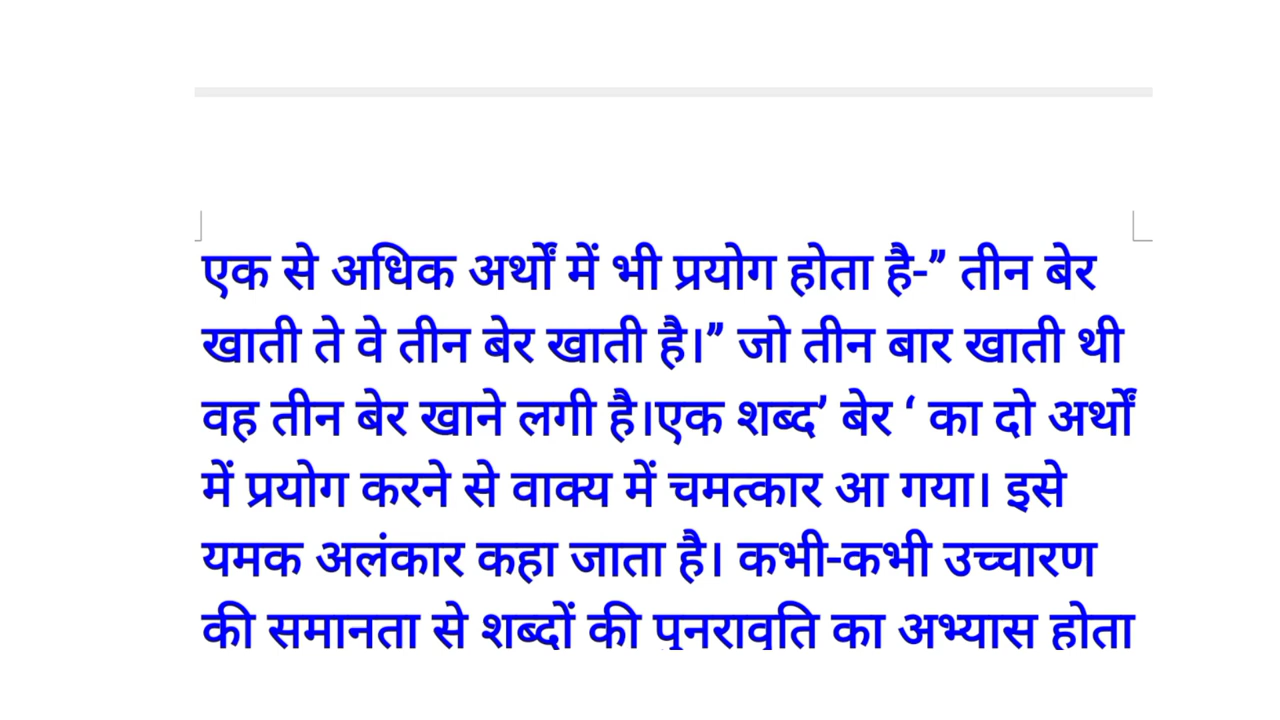 एक से अधिक अर्थों में भी प्रयोग होता है-” तीन बेर
खाती ते वे तीन बेर खाती है।” जो तीन बार खाती थी
वह तीन बेर खाने लगी है।एक शब्द’ बेर ‘ का दो अर्थों
में प्रयोग करने से वाक्य में चमत्कार आ गया। इसे
यमक अलंकार कहा जाता है। कभी-कभी उच्चारण
की समानता से शब्दों की पुनरावृति का अभ्यास होता